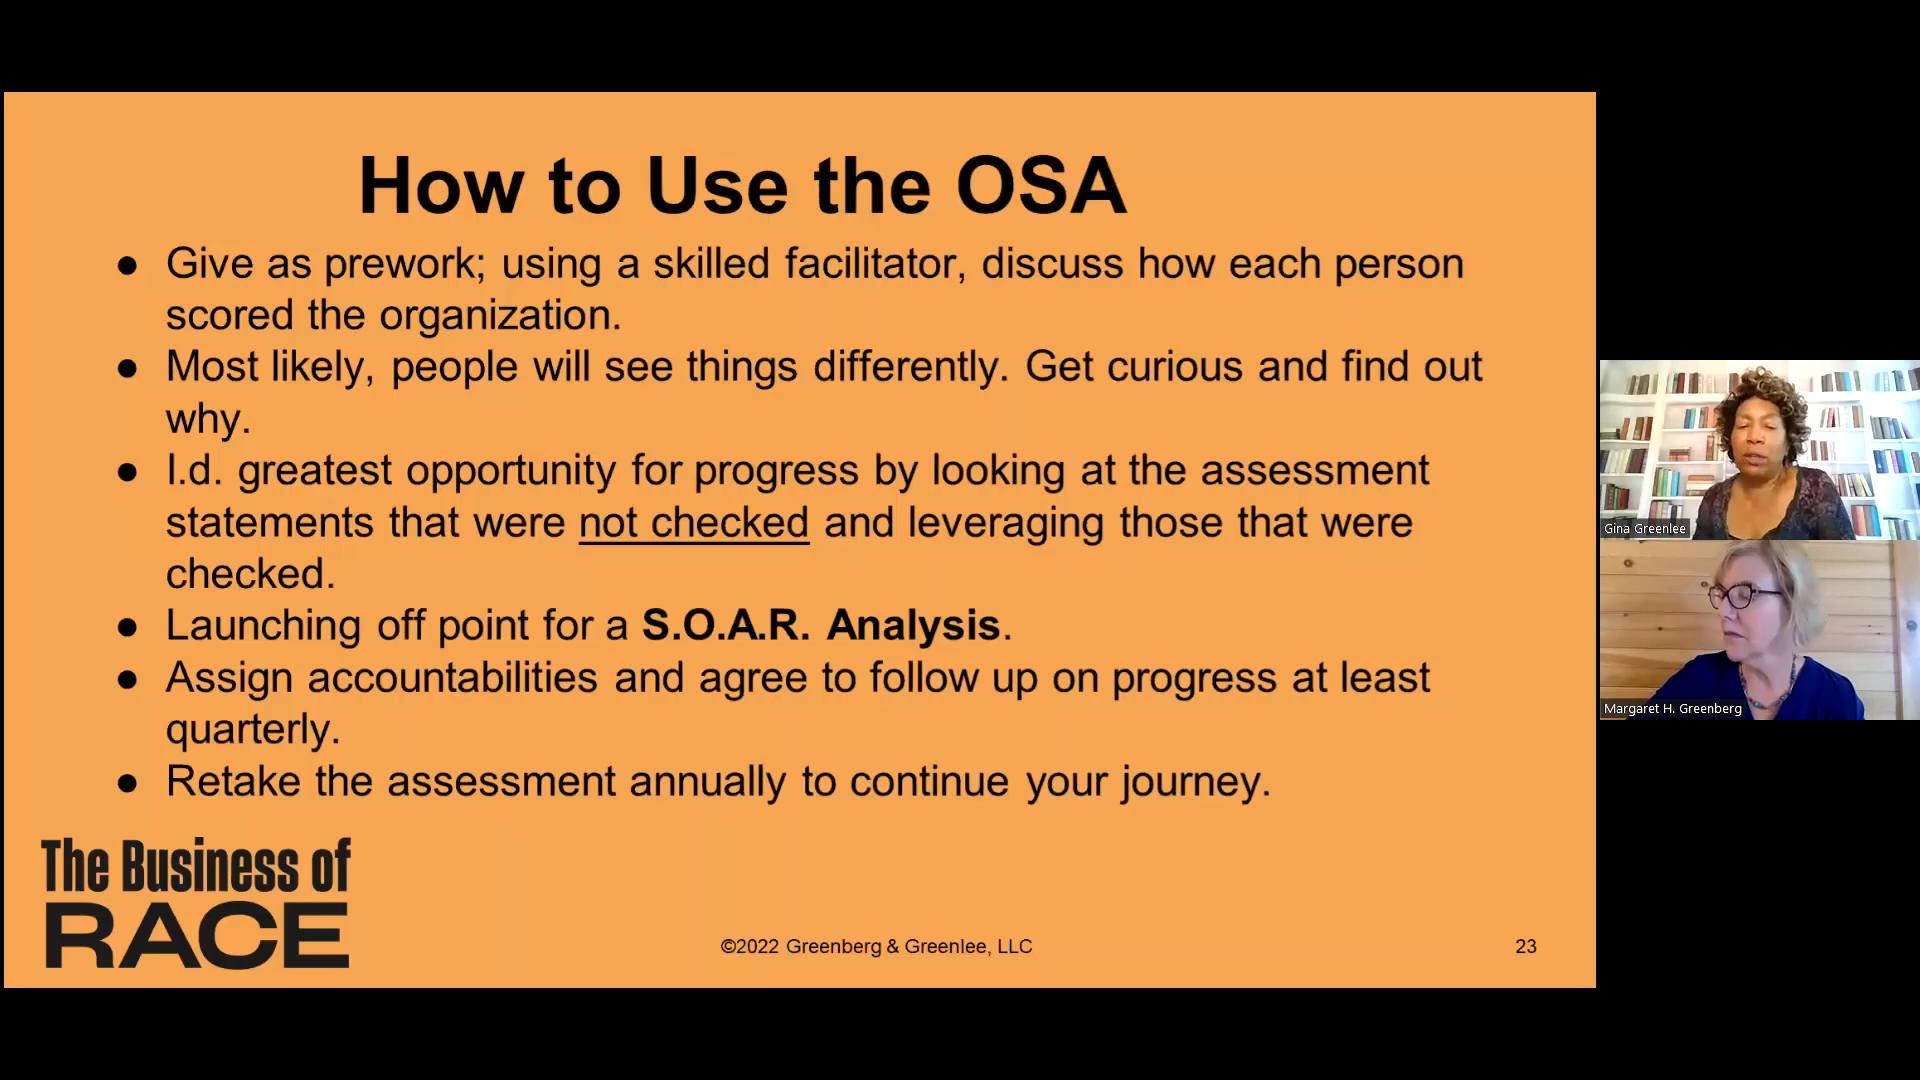 How to Use the OSA
● Give as prework; using a skilled facilitator, discuss how each person
scored the organization.
● Most likely, people will see things differently. Get curious and find out
why.
● I.d. greatest opportunity for progress by looking at the assessment
statements that were not checked and leveraging those that were
checked.
● Launching off point for a S.O.A.R. Analysis.
● Assign accountabilities and agree to follow up on progress at least
quarterly.
● Retake the assessment annually to continue your journey.
The Business of
RACE
©2022 Greenberg & Greenlee, LLC
23
Gina Greenlee
Margaret H. Greenberg